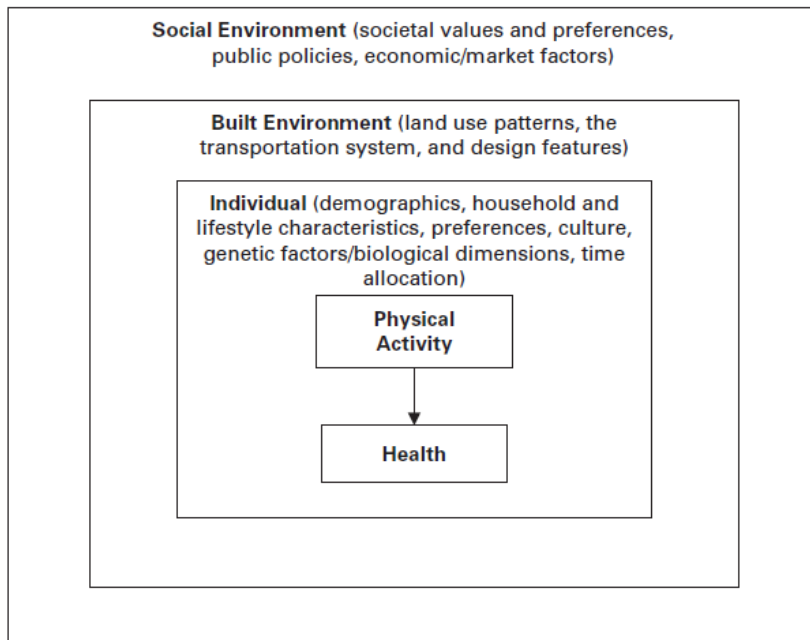 Social Environment (societal values and preferences,
public policies, economic/market factors)
Built Environment (land use patterns, the
transportation system, and design features)
Individual (demographics, household and
lifestyle characteristics, preferences, culture,
genetic factors/biological dimensions, time
allocation)
Physical
Activity
Health